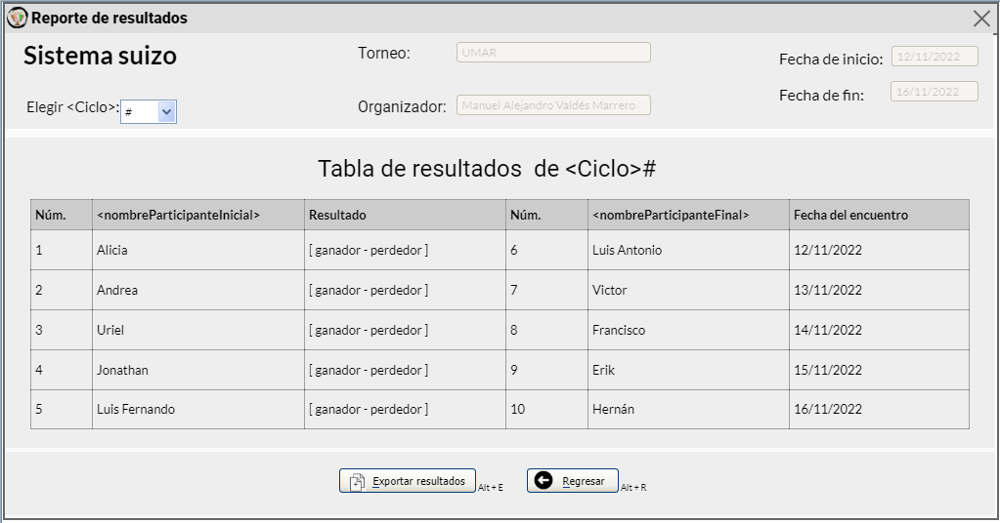 Reporte de resultados
Sistema suizo
Torneo: UMAR
Fecha de inicio: 12/11/2022
Elegir <Ciclo>: #
Organizador: Manuel Alejandro Valdés Marrero
Fecha de fin: 16/11/2022
Tabla de resultados de <Ciclo>#
Núm. <nombreParticipanteInicial> Resultado Núm. <nombreParticipanteFinal> Fecha del encuentro
1 Alicia [ ganador - perdedor ] 6 Luis Antonio 12/11/2022
2 Andrea [ ganador - perdedor ] 7 Victor 13/11/2022
3 Uriel [ ganador - perdedor ] 8 Francisco 14/11/2022
4 Jonathan [ ganador - perdedor ] 9 Erik 15/11/2022
5 Luis Fernando [ ganador - perdedor ] 10 Hernán 16/11/2022
Exportar resultados Alt + E Regresar Alt + R